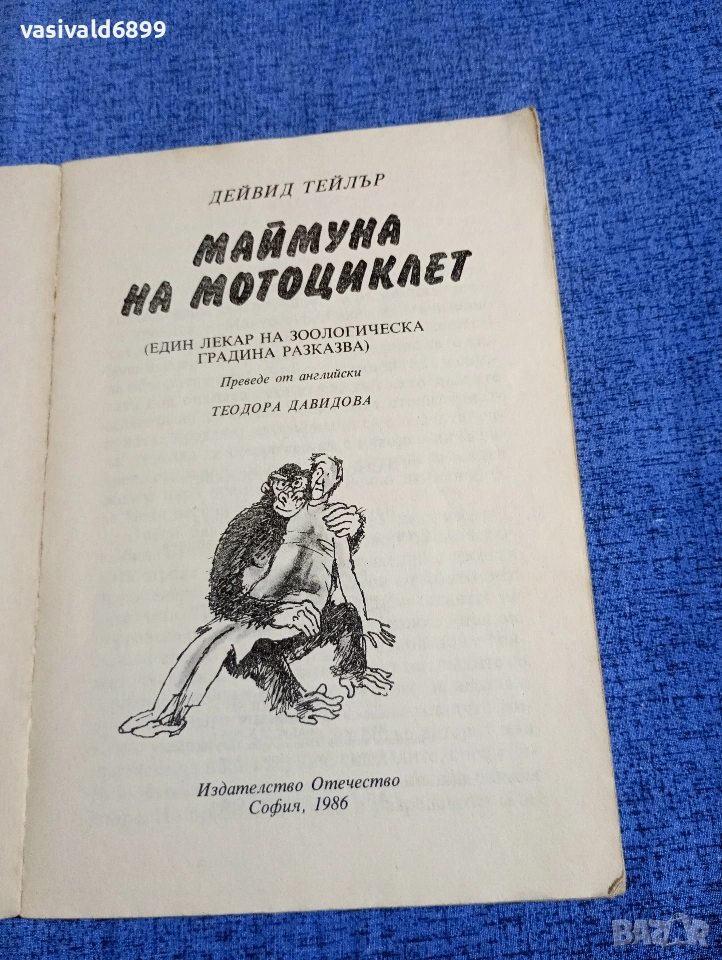 vasivald6899
ДЕЙВИД ТЕЙЛЪР
МАЙМУНА
НА МОТОЦИКЛЕТ
(ЕДИН ЛЕКАР НА ЗООЛОГИЧЕСКА
ГРАДИНА РАЗКАЗВА)
Преведе от английски
ТЕОДОРА ДАВИДОВА
Издателство Отечество
София, 1986
BAZAR